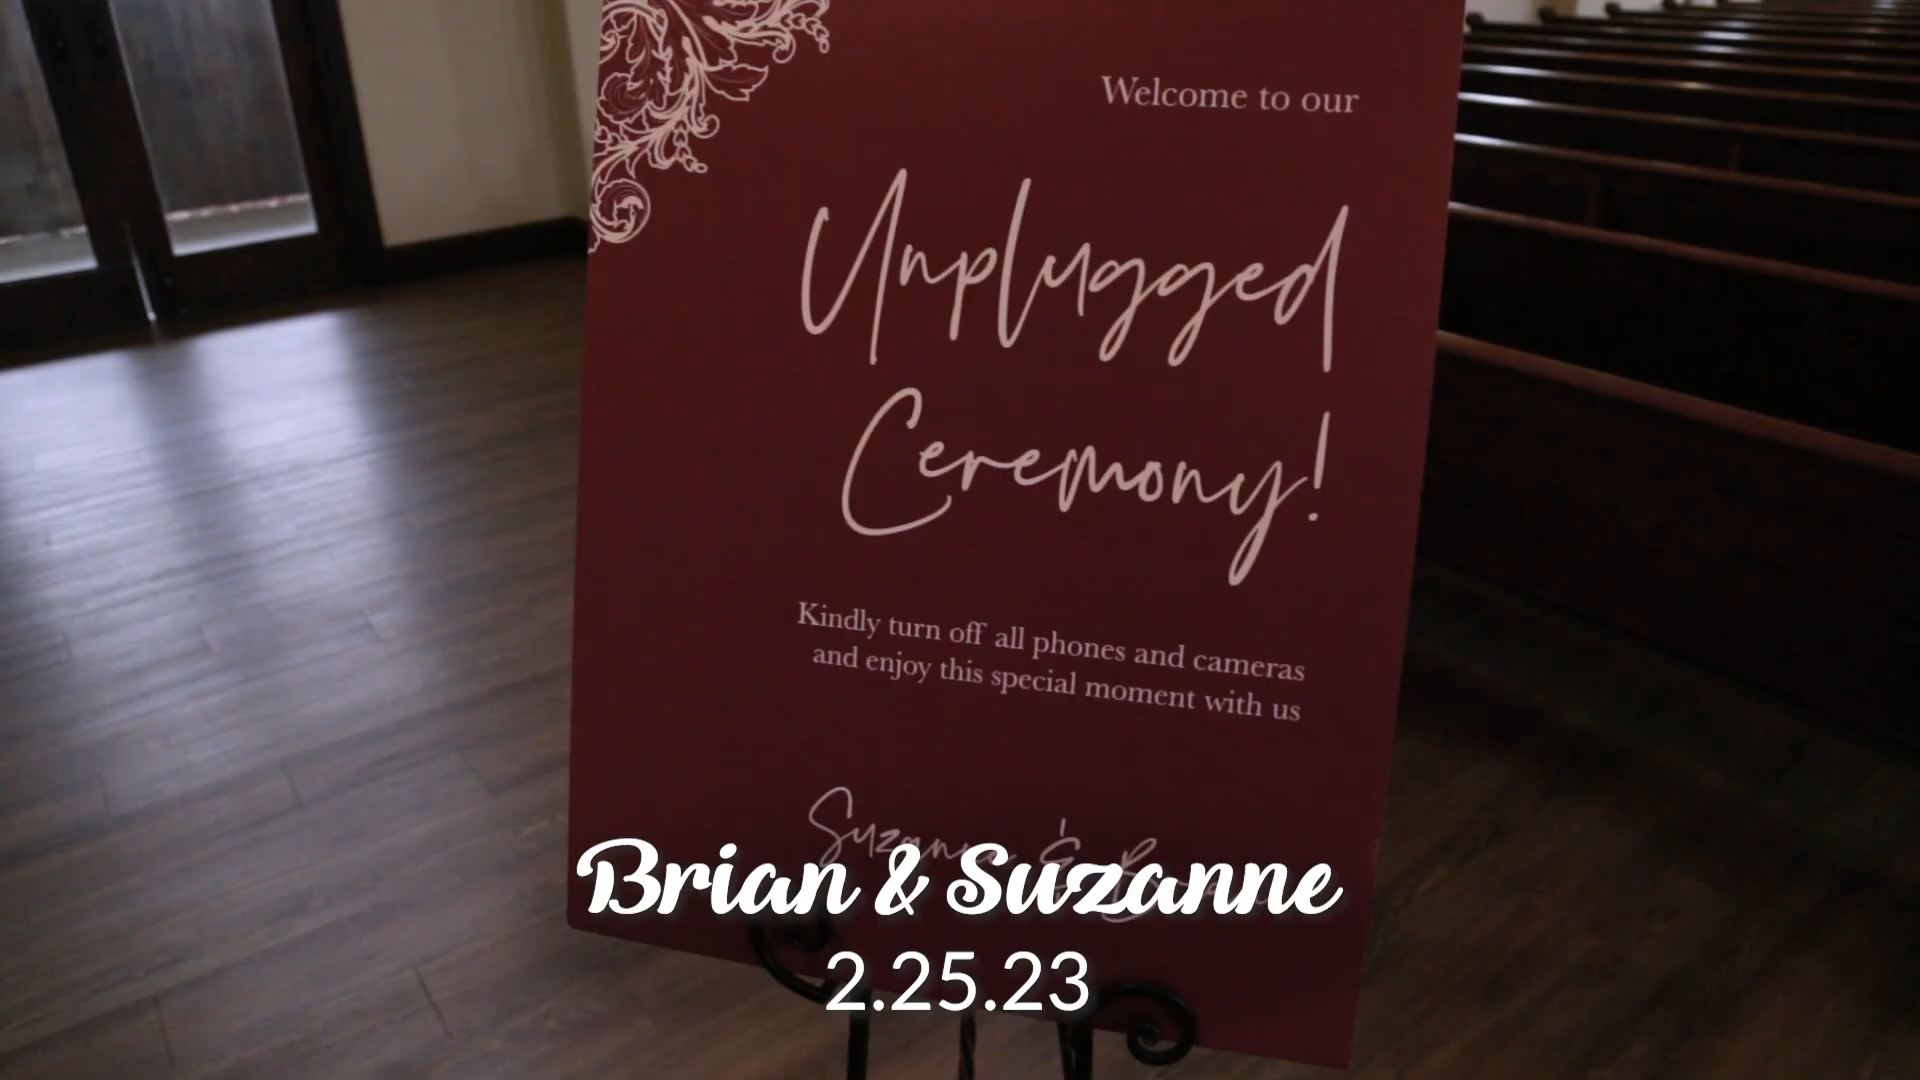 Welcome to our
Unplugged
Ceremony!
Kindly turn off all phones and cameras
and enjoy this special moment with us
Suzanne &
Brian & Suzanne
2.25.23